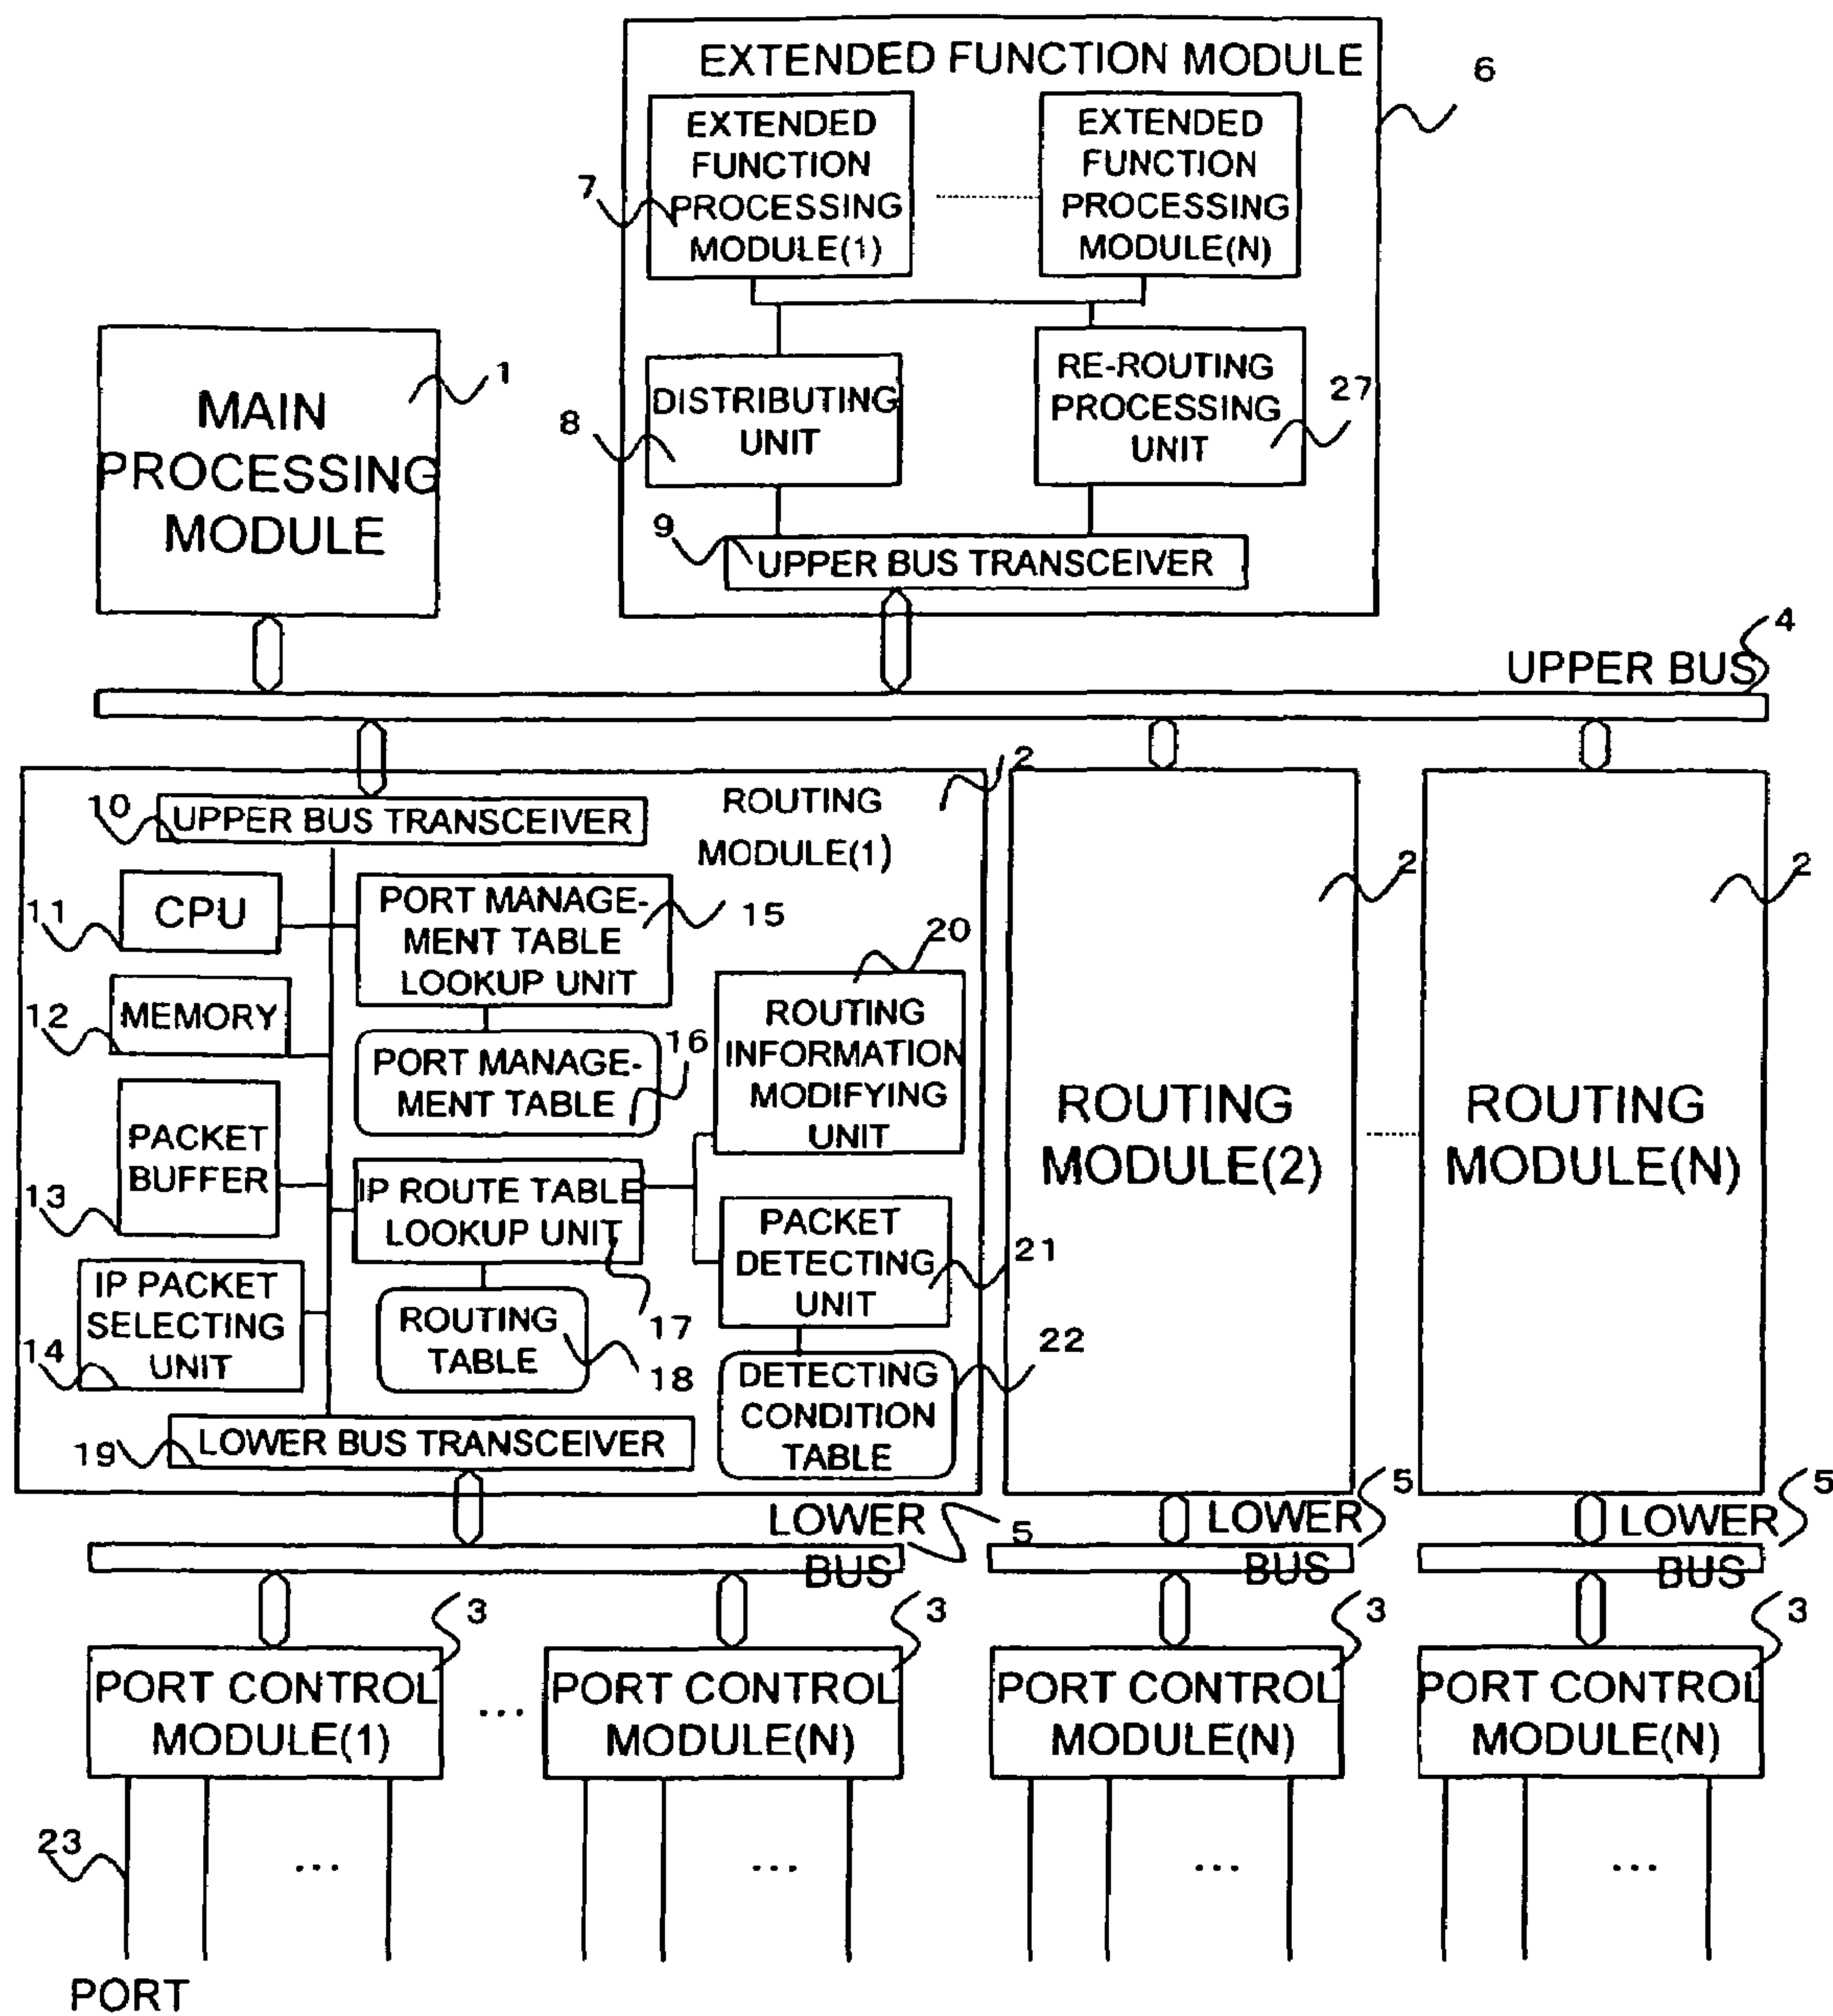 EXTENDED FUNCTION MODULE
6
EXTENDED
FUNCTION
PROCESSING
MODULE(1)
7
EXTENDED
FUNCTION
PROCESSING
MODULE(N)
MAIN
PROCESSING
MODULE
1
DISTRIBUTING
UNIT
8
RE-ROUTING
PROCESSING
UNIT
27
9
UPPER BUS TRANSCEIVER
4
UPPER BUS
10
UPPER BUS TRANSCEIVER
ROUTING
MODULE(1)
2
11
CPU
PORT MANAGE-
MENT TABLE
LOOKUP UNIT
15
12
MEMORY
PORT MANAGE-
MENT TABLE
16
20
ROUTING
INFORMATION
MODIFYING
UNIT
13
PACKET
BUFFER
IP ROUTE TABLE
LOOKUP UNIT
17
PACKET
DETECTING
UNIT
21
14
IP PACKET
SELECTING
UNIT
ROUTING
TABLE
18
DETECTING
CONDITION
TABLE
22
19
LOWER BUS TRANSCEIVER
2
ROUTING
MODULE(2)
2
ROUTING
MODULE(N)
LOWER
BUS
5
LOWER
BUS
5
LOWER
BUS
5
3
PORT CONTROL
MODULE(1)
...
3
PORT CONTROL
MODULE(N)
3
PORT CONTROL
MODULE(N)
3
PORT CONTROL
MODULE(N)
23
...
...
...
...
PORT